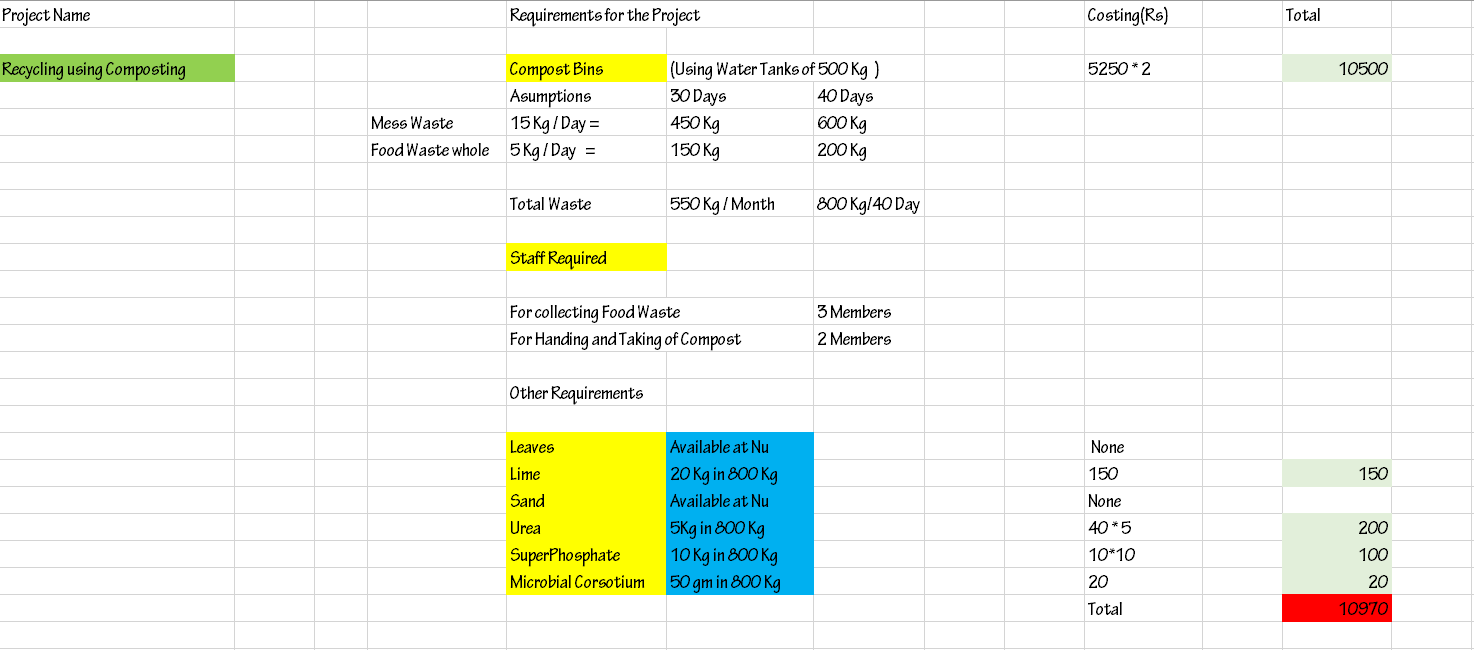 Project Name Requirements for the Project Costing(Rs) Total
Recycling using Composting Compost Bins (Using Water Tanks of 500 Kg ) 5250 * 2 10500
Asumptions 30 Days 40 Days
Mess Waste 15 Kg / Day = 450 Kg 600 Kg
Food Waste whole 5 Kg / Day = 150 Kg 200 Kg
Total Waste 550 Kg / Month 800 Kg/40 Day
Staff Required
For collecting Food Waste 3 Members
For Handing and Taking of Compost 2 Members
Other Requirements
Leaves Available at Nu None
Lime 20 Kg in 800 Kg 150 150
Sand Available at Nu None
Urea 5Kg in 800 Kg 40 * 5 200
SuperPhosphate 10 Kg in 800 Kg 10*10 100
Microbial Corsotium 50 gm in 800 Kg 20 20
Total 10970